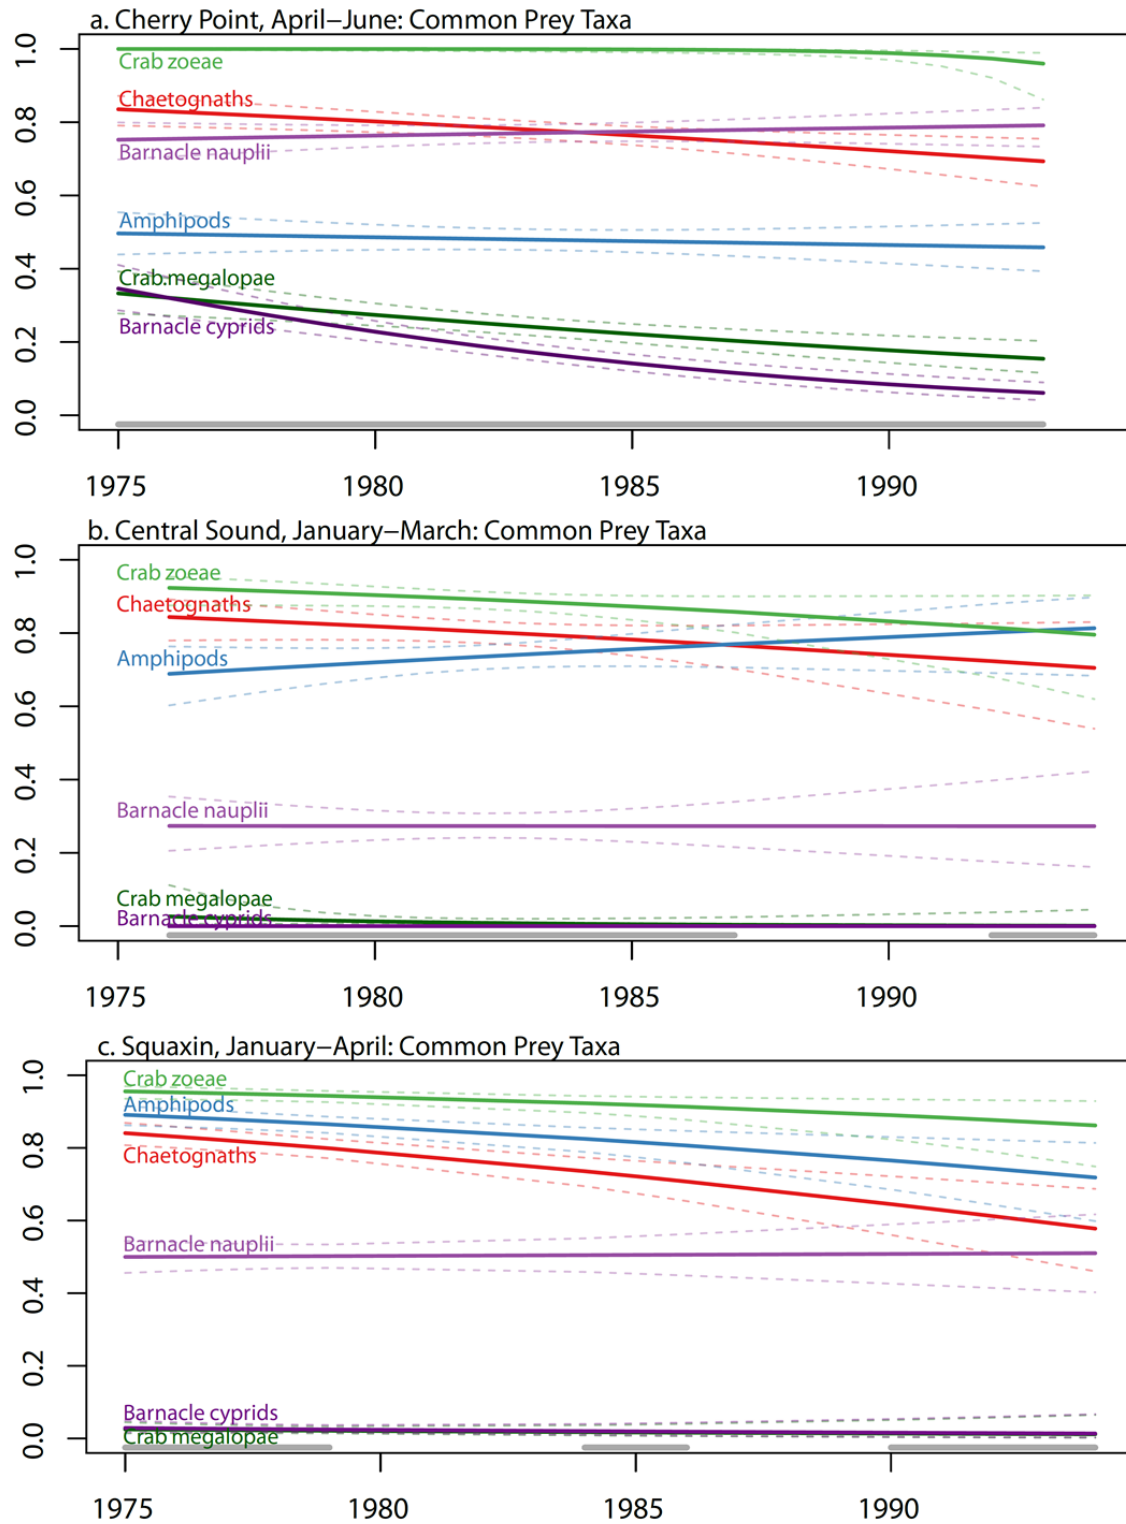 a. Cherry Point, April–June: Common Prey Taxa
1.0
Crab zoeae
Chaetognaths
0.8
Barnacle nauplii
0.6
Amphipods
0.4
Crab megalopae
Barnacle cyprids
0.2
0.0
1975 1980 1985 1990
b. Central Sound, January–March: Common Prey Taxa
1.0
Crab zoeae
Chaetognaths
0.8
Amphipods
0.6
0.4
Barnacle nauplii
0.2
Crab megalopae
Barnacle cyprids
0.0
1975 1980 1985 1990
c. Squaxin, January–April: Common Prey Taxa
1.0
Crab zoeae
Amphipods
0.8
Chaetognaths
0.6
Barnacle nauplii
0.4
0.2
Barnacle cyprids
0.0
Crab megalopae
1975 1980 1985 1990